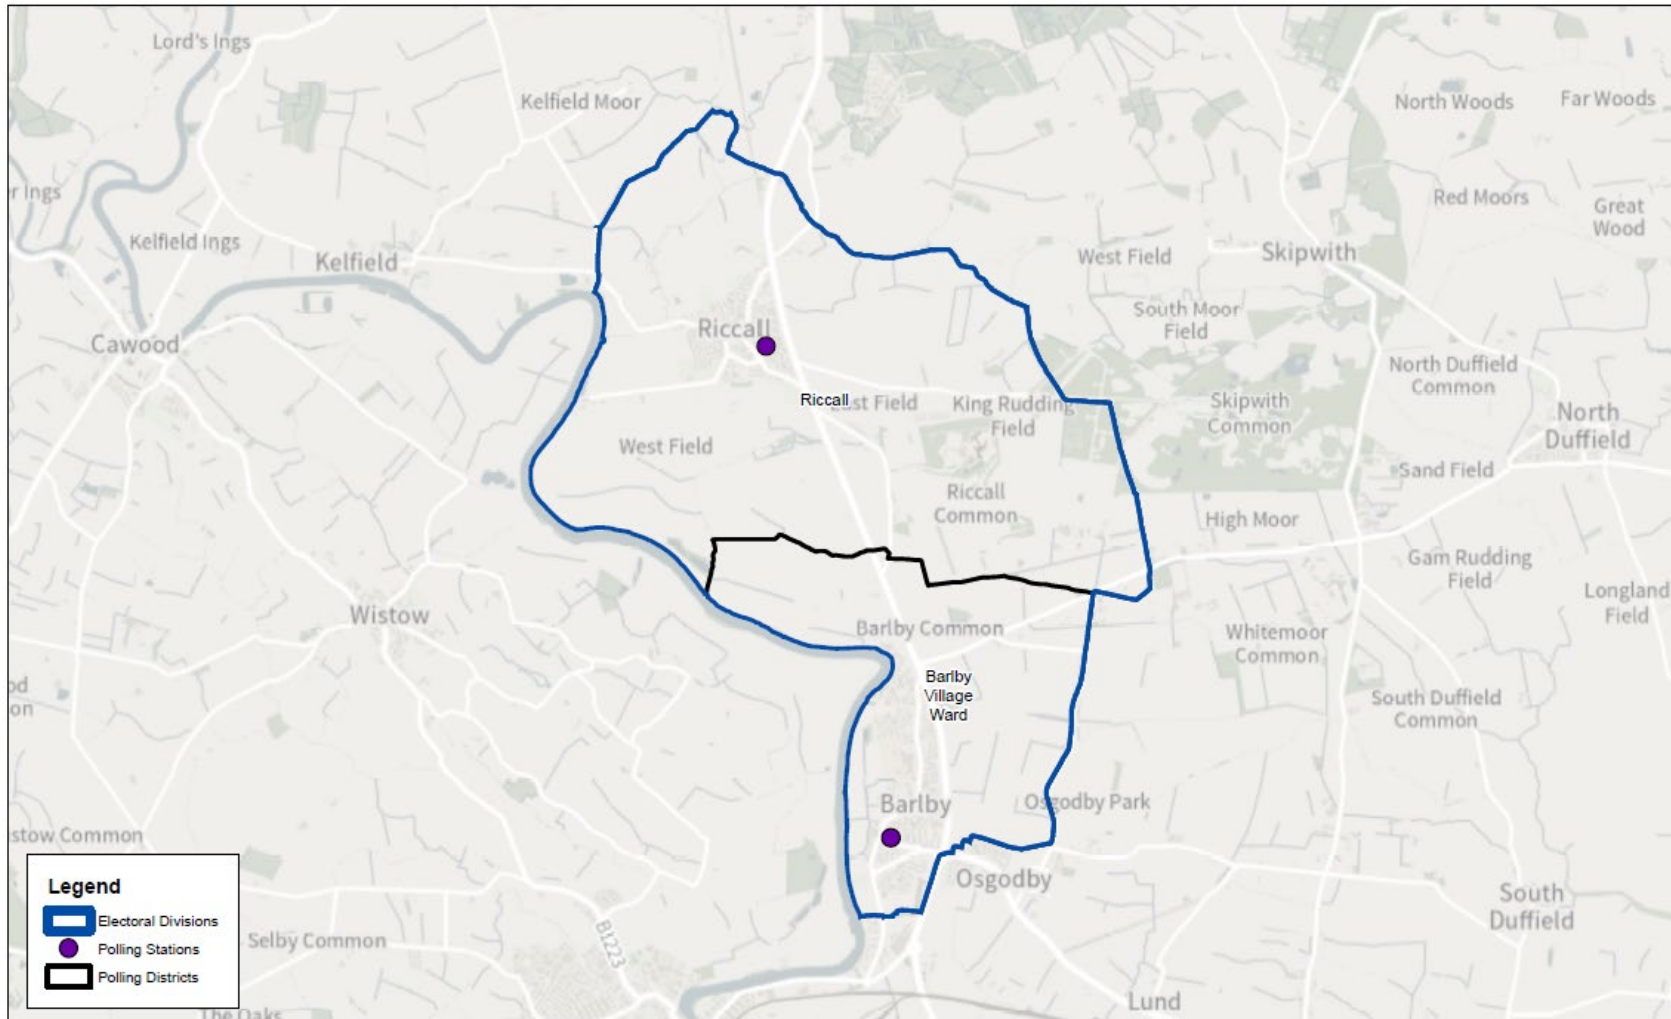 Lord's Ings
Kelfield Moor
North Woods
Far Woods
Ings
Red Moors
Great
Wood
Kelfield Ings
Kelfield
West Field
Skipwith
South Moor
Field
Riccall
Cawood
North Duffield
Common
Riccall
East Field
King Rudding
Field
Skipwith
Common
North
Duffield
West Field
Sand Field
Riccall
Common
High Moor
Gam Rudding
Field
Longland
Field
Wistow
Barlby Common
Whitemoor
Common
Barlby
Village
Ward
South Duffield
Common
Barlby
Osgodby Park
stow Common
Osgodby
South
Duffield
Legend
Electoral Divisions
Polling Stations
Polling Districts
Selby Common
B1223
Lund
The Oaks